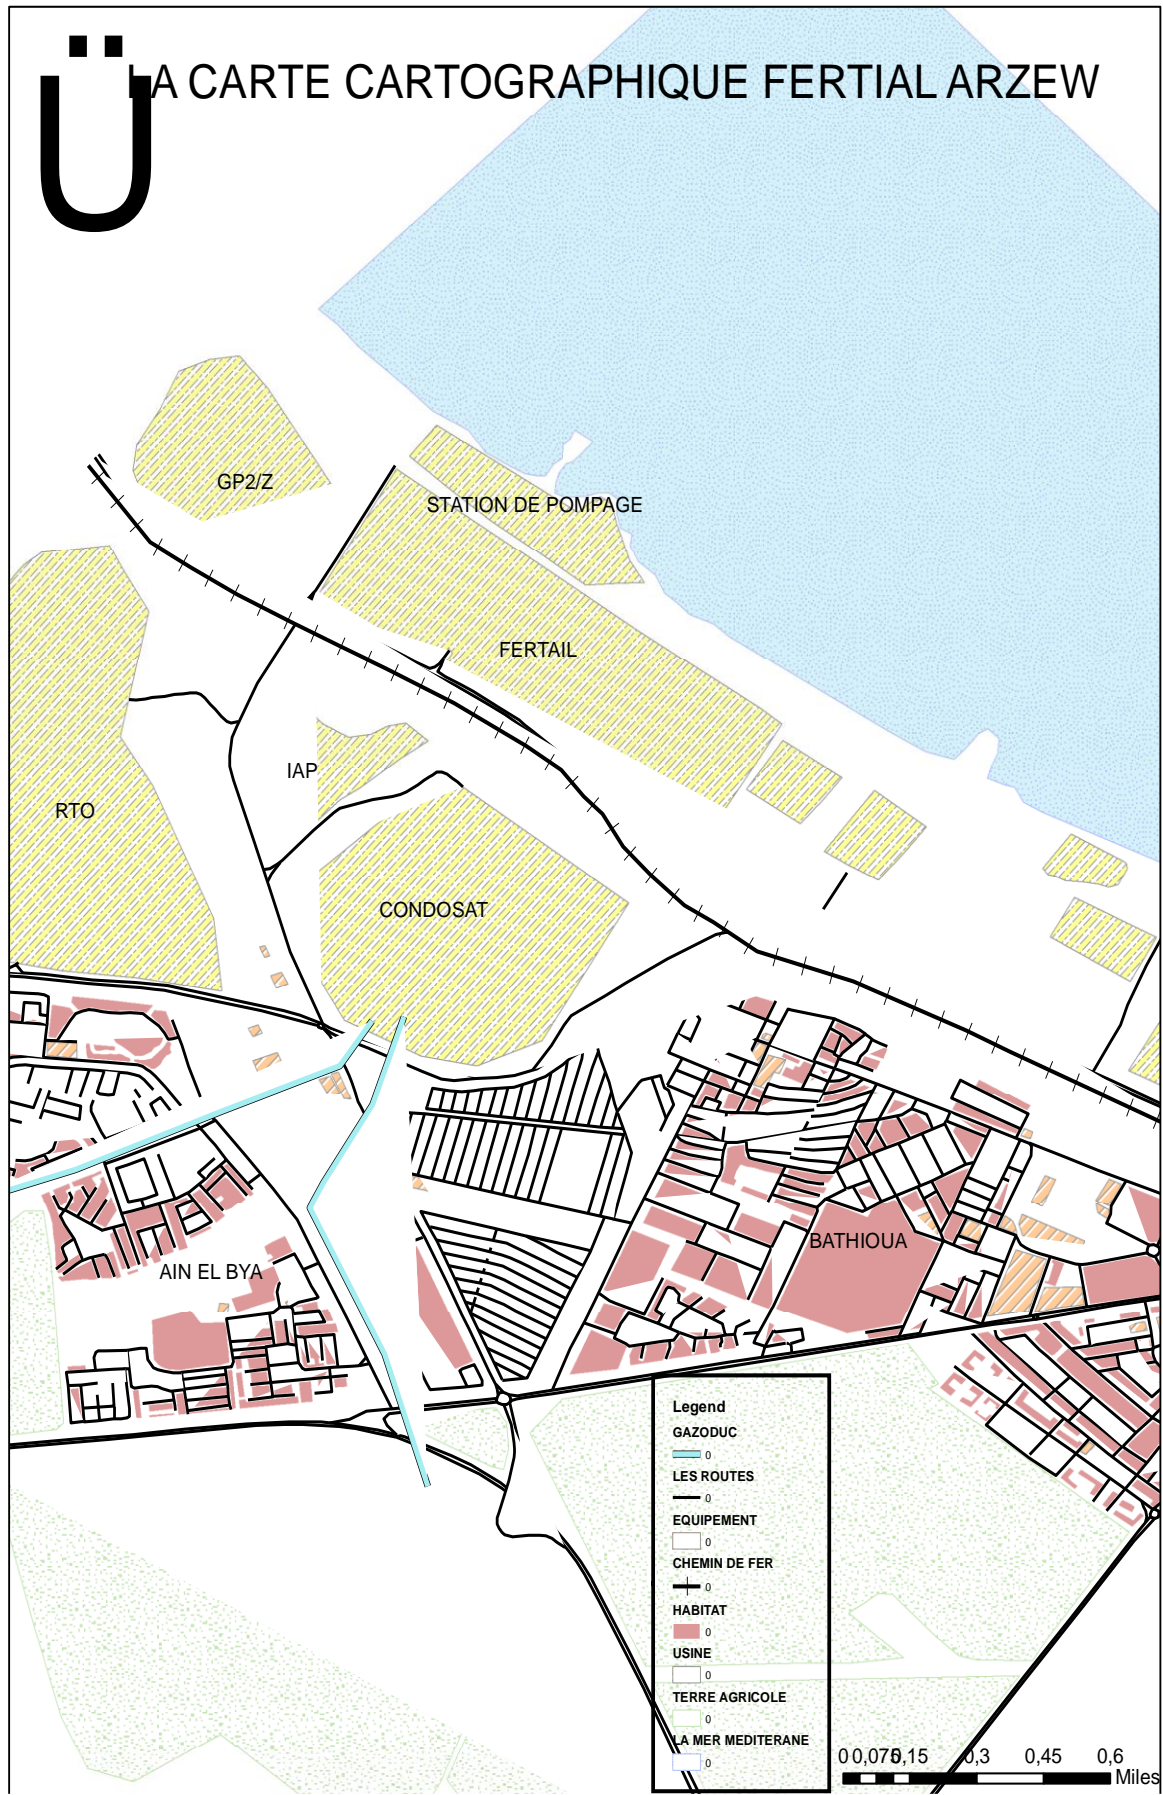 Ü
LA CARTE CARTOGRAPHIQUE FERTIAL ARZEW
GP2/Z
STATION DE POMPAGE
FERTAIL
IAP
RTO
CONDOSAT
BATHIOUA
AIN EL BYA
Legend
GAZODUC
0
LES ROUTES
0
EQUIPEMENT
0
CHEMIN DE FER
0
HABITAT
0
USINE
0
TERRE AGRICOLE
0
LA MER MEDITERANE
0
0 0,075 0,15 0,3 0,45 0,6
Miles